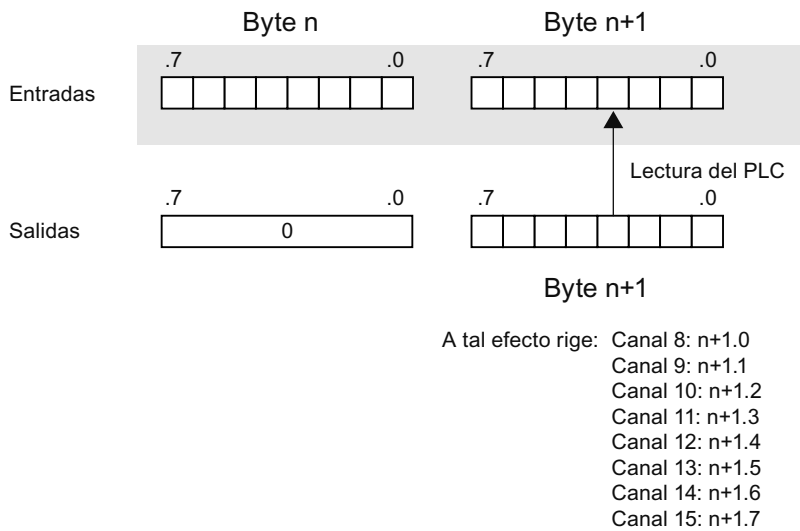 Byte n Byte n+1
.7 .0 .7 .0
Entradas
Lectura del PLC
.7 .0 .7 .0
Salidas 0
Byte n+1
A tal efecto rige: Canal 8: n+1.0
Canal 9: n+1.1
Canal 10: n+1.2
Canal 11: n+1.3
Canal 12: n+1.4
Canal 13: n+1.5
Canal 14: n+1.6
Canal 15: n+1.7